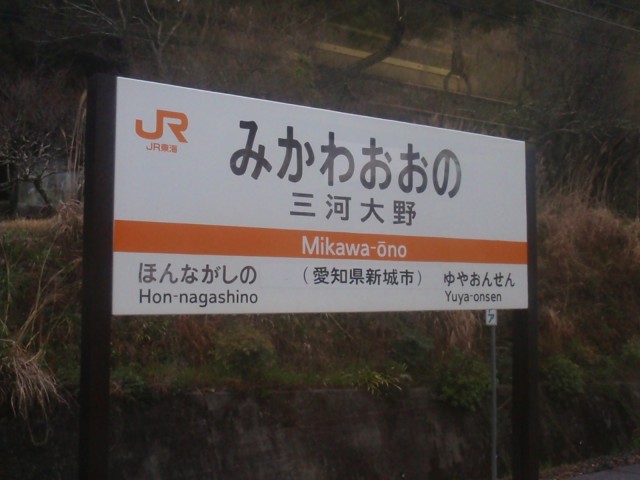 JR
JR東海
みかわおおの
三河大野
Mikawa-ōno
ほんながしの
Hon-nagashino
（愛知県新城市）
ゆやおんせん
Yuya-onsen